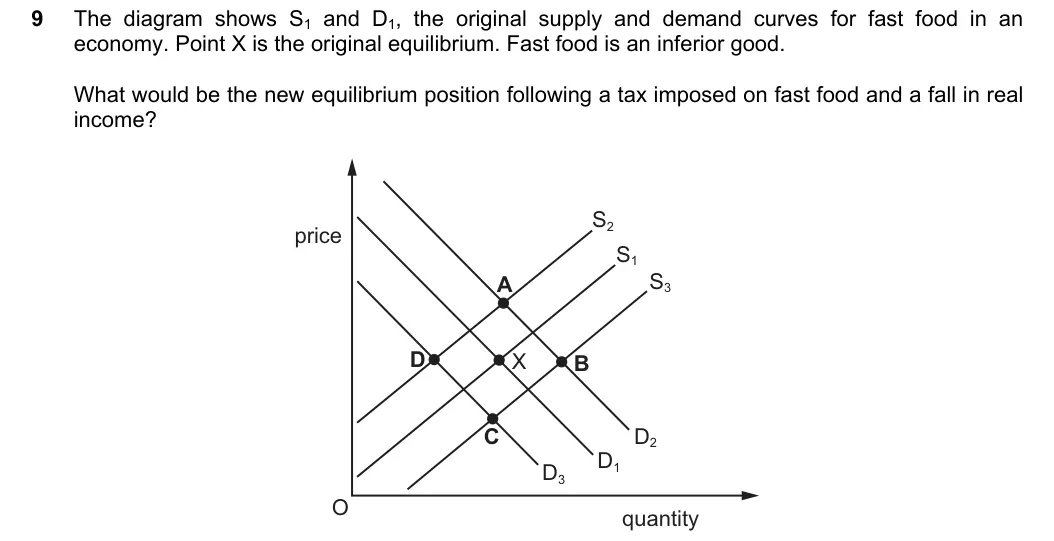 9 The diagram shows S₁ and D₁, the original supply and demand curves for fast food in an
economy. Point X is the original equilibrium. Fast food is an inferior good.
What would be the new equilibrium position following a tax imposed on fast food and a fall in real
income?
S₂
price
S₁
S₃
A
D
X
B
C
D₂
D₁
D₃
O
quantity